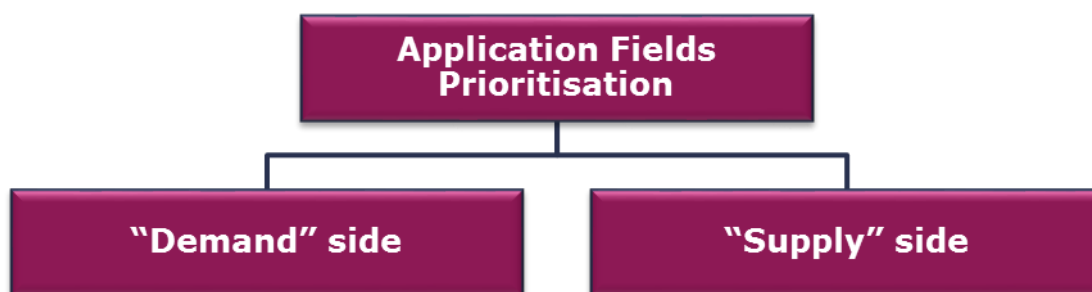 Application Fields
Prioritisation
“Demand” side
“Supply” side